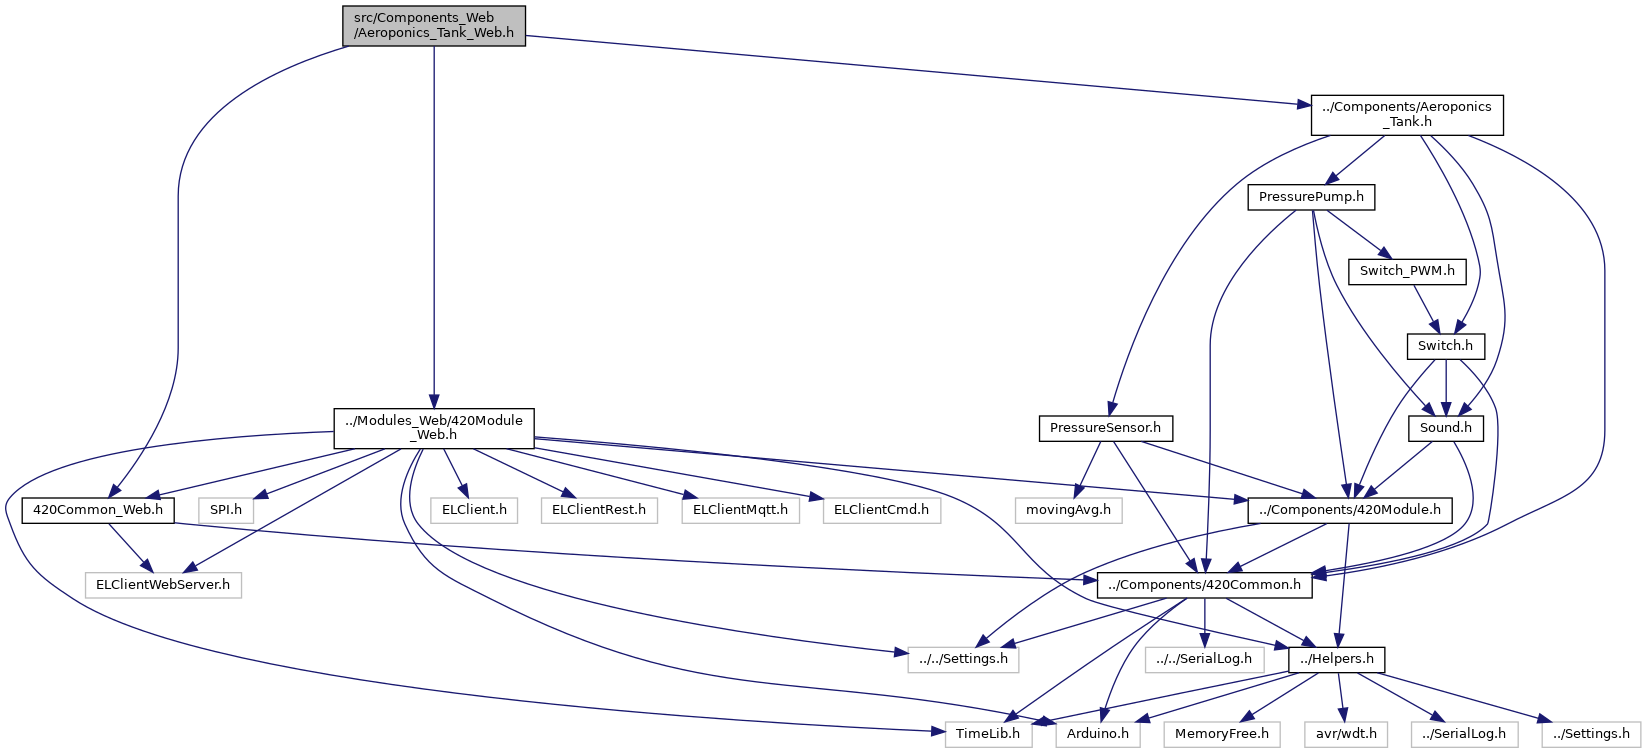 src/Components_Web
/Aeroponics_Tank_Web.h
../Components/Aeroponics
_Tank.h
PressurePump.h
Switch_PWM.h
Switch.h
../Modules_Web/420Module
_Web.h
PressureSensor.h
Sound.h
420Common_Web.h
SPI.h
ELClient.h
ELClientRest.h
ELClientMqtt.h
ELClientCmd.h
movingAvg.h
../Components/420Module.h
ELClientWebServer.h
../Components/420Common.h
../../Settings.h
../../SerialLog.h
../Helpers.h
TimeLib.h
Arduino.h
MemoryFree.h
avr/wdt.h
../SerialLog.h
../Settings.h